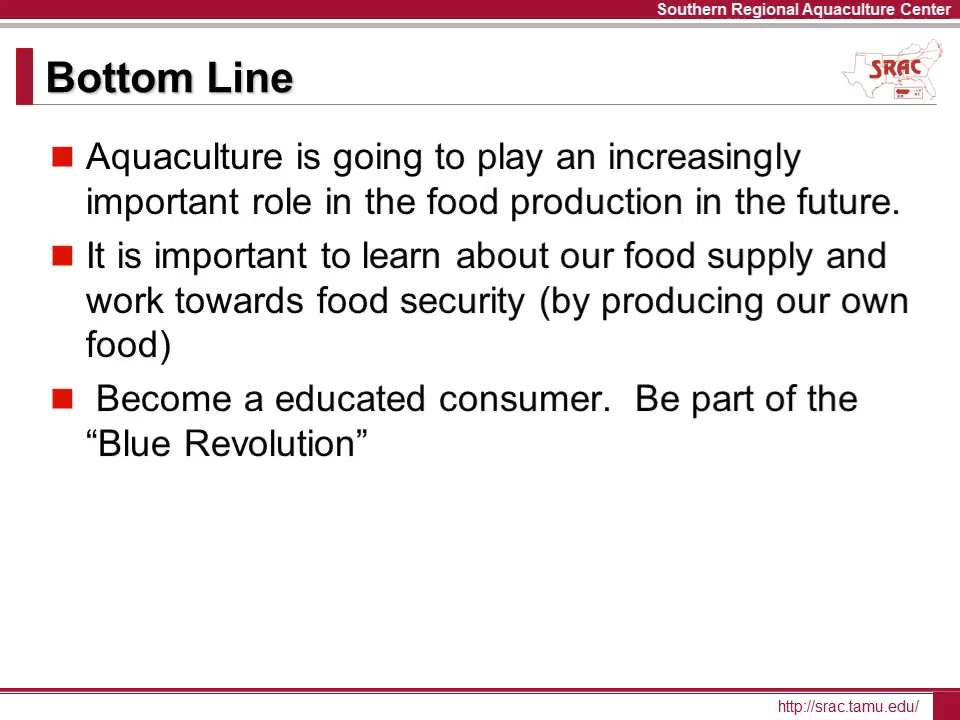 Southern Regional Aquaculture Center
Bottom Line
SRAC
Aquaculture is going to play an increasingly
important role in the food production in the future.
It is important to learn about our food supply and
work towards food security (by producing our own
food)
Become a educated consumer.  Be part of the
“Blue Revolution”
http://srac.tamu.edu/